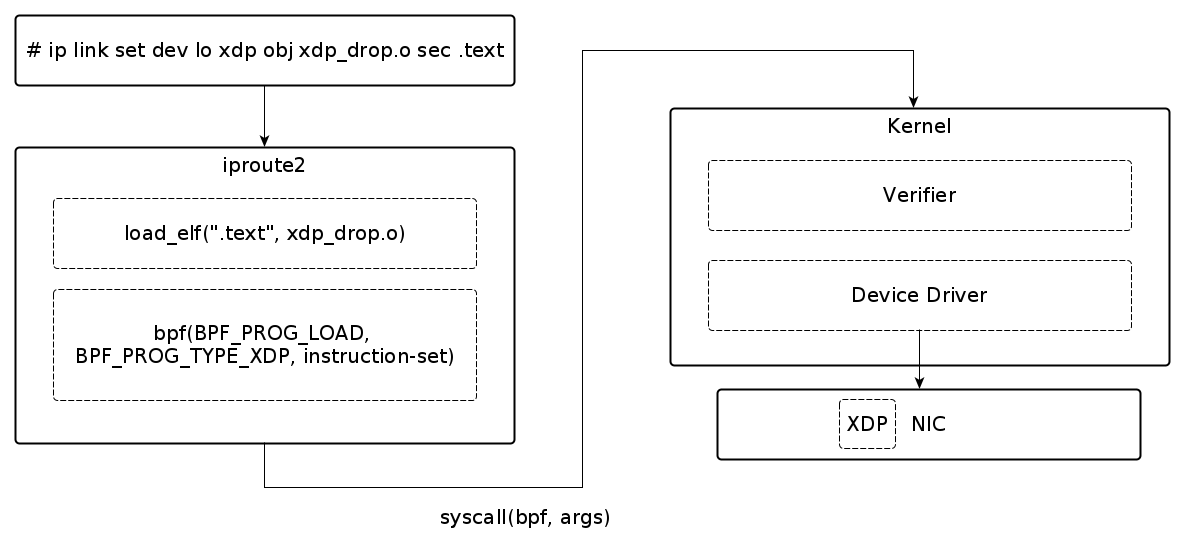 # ip link set dev lo xdp obj xdp_drop.o sec .text
iproute2
load_elf(".text", xdp_drop.o)
bpf(BPF_PROG_LOAD,
BPF_PROG_TYPE_XDP, instruction-set)
syscall(bpf, args)
Kernel
Verifier
Device Driver
XDP NIC